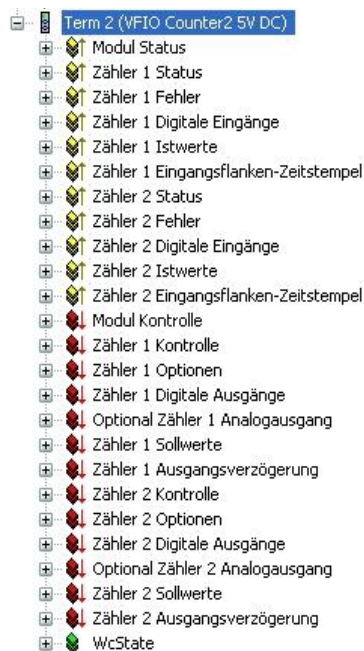 Term 2 (VFIO Counter2 5V DC)
Modul Status
Zähler 1 Status
Zähler 1 Fehler
Zähler 1 Digitale Eingänge
Zähler 1 Istwerte
Zähler 1 Eingangsflanken-Zeitstempel
Zähler 2 Status
Zähler 2 Fehler
Zähler 2 Digitale Eingänge
Zähler 2 Istwerte
Zähler 2 Eingangsflanken-Zeitstempel
Modul Kontrolle
Zähler 1 Kontrolle
Zähler 1 Optionen
Zähler 1 Digitale Ausgänge
Optional Zähler 1 Analogausgang
Zähler 1 Sollwerte
Zähler 1 Ausgangsverzögerung
Zähler 2 Kontrolle
Zähler 2 Optionen
Zähler 2 Digitale Ausgänge
Optional Zähler 2 Analogausgang
Zähler 2 Sollwerte
Zähler 2 Ausgangsverzögerung
WcState